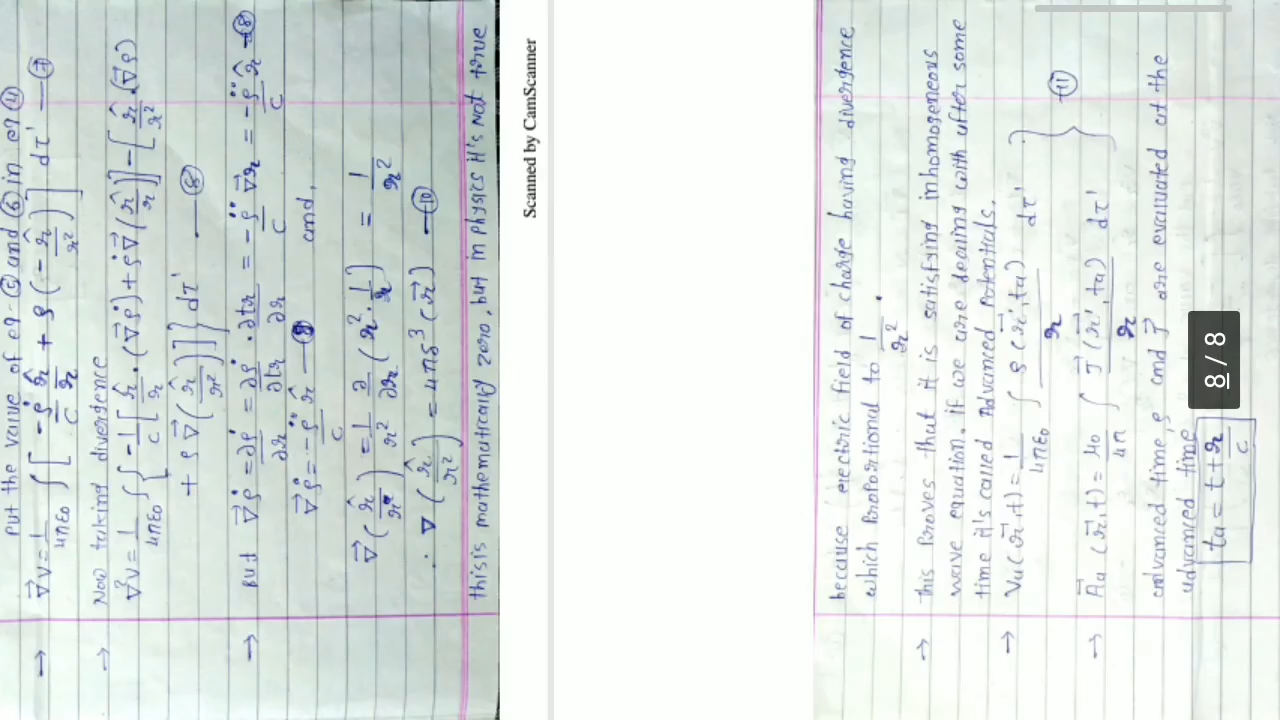 Put the value of eq-⑤ and ⑥ in eq ④
→ ∇⃗V = 1/4πε₀ ∫ [ -ρ̇/c r̂/r + ρ ( -r̂/r² ) ] dτ' —⑦
→ Now taking divergence
∇²V = 1/4πε₀ ∫ { -1/c [ r̂/r · (∇⃗ρ̇) + ρ̇ ∇⃗ ( r̂/r ) ] - [ r̂/r² · (∇⃗ρ)
+ ρ ∇⃗ ( r̂/r² ) ] } dτ' —⑧
→ But ∇⃗ρ̇ = ∂ρ̇/∂r = ∂ρ̇/∂tr · ∂tr/∂r = -ρ̈/c ∇⃗r = -ρ̈/c r̂ —⑧
∇⃗ρ̇ = -ρ̈/c r̂ —⑨ and,
∇⃗ ( r̂/r² ) = 1/r² ∂/∂r ( r² · 1/r ) = 1/r²
∴ ∇ ( r̂/r² ) = 4πδ³ (r⃗) —⑩
this is mathematically zero, but in physics it's not true
Scanned by CamScanner
because electric field of charge having divergence
which proportional to 1/r².
→ this proves that it is satisfying inhomogeneous
wave equation. if we are dealing with after some
time it's called Advanced potentials.
→ Va (r⃗,t) = 1/4πε₀ ∫ ρ (r⃗', ta)/r dτ'
→ A⃗a (r⃗,t) = μ₀/4π ∫ J⃗ (r⃗', ta)/r dτ' } —⑪
advanced time, ρ and J⃗ are evaluated at the
advanced time
ta = t + r/c
8 / 8